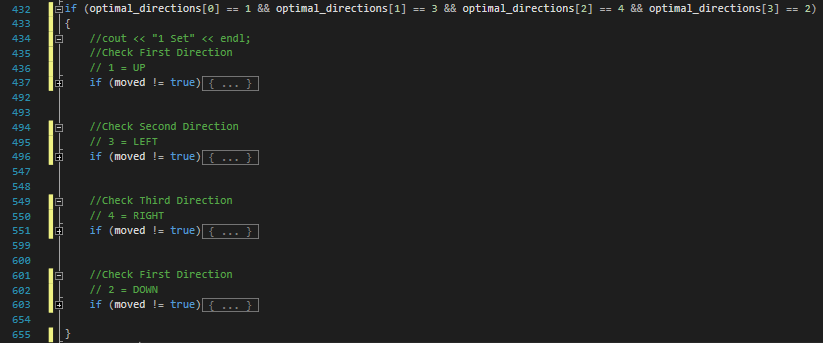 432 if (optimal_directions[0] == 1 && optimal_directions[1] == 3 && optimal_directions[2] == 4 && optimal_directions[3] == 2)
433 {
434 //cout << "1 Set" << endl;
435 //Check First Direction
436 // 1 = UP
437 if (moved != true){ ... }
492
493
494 //Check Second Direction
495 // 3 = LEFT
496 if (moved != true){ ... }
547
548
549 //Check Third Direction
550 // 4 = RIGHT
551 if (moved != true){ ... }
599
600
601 //Check First Direction
602 // 2 = DOWN
603 if (moved != true){ ... }
654
655 }